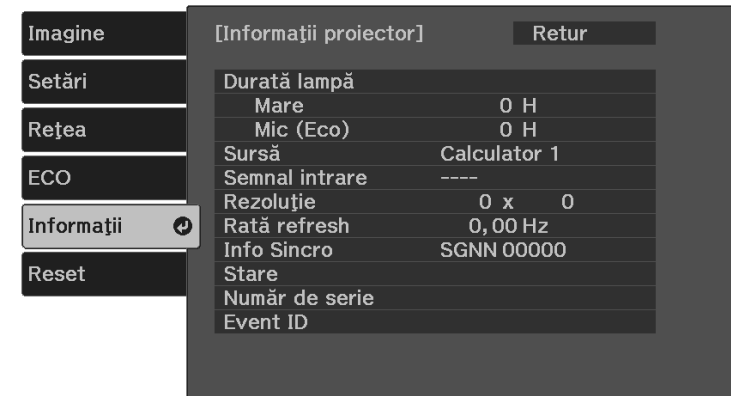 Imagine
Setări
Reţea
ECO
Informaţii
Reset
[Informaţii proiector] Retur
Durată lampă
Mare 0 H
Mic (Eco) 0 H
Sursă Calculator 1
Semnal intrare ----
Rezoluţie 0 x 0
Rată refresh 0,00 Hz
Info Sincro SGNN 00000
Stare
Număr de serie
Event ID